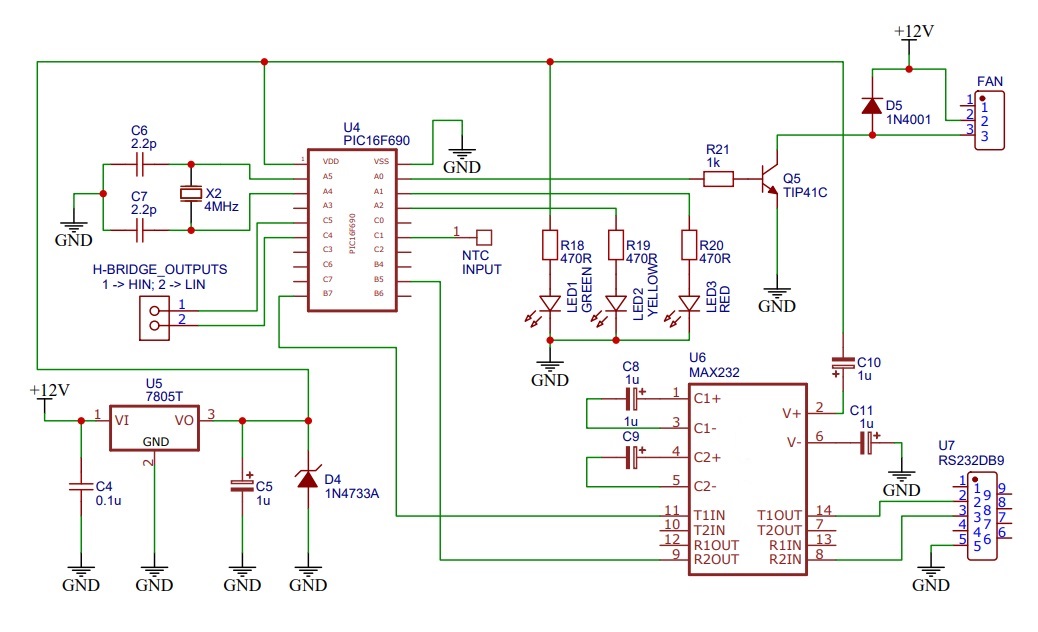 +12V
FAN
D5
1N4001
1
2
3
1
2
3
C6
2.2p
U4
PIC16F690
GND
R21
1k
Q5
TIP41C
X2
4MHz
C7
2.2p
GND
1
VDD
A5
A4
A3
C5
C4
C3
C6
C7
B7
PIC16F690
VSS
A0
A1
A2
C0
C1
C2
B4
B5
B6
1
NTC
INPUT
R18
470R
R19
470R
R20
470R
LED1
GREEN
LED2
YELLOW
LED3
RED
GND
GND
H-BRIDGE_OUTPUTS
1 -> HIN; 2 -> LIN
1
2
+12V
U5
7805T
1
VI
VO
3
GND
2
C4
0.1u
C5
1u
D4
1N4733A
GND
GND
GND
GND
C8
1u
1u
C9
U6
MAX232
1
C1+
3
C1-
4
C2+
5
C2-
11
T1IN
10
T2IN
12
R1OUT
9
R2OUT
V+
2
V-
6
T1OUT
14
T2OUT
7
R1IN
13
R2IN
8
C10
1u
C11
1u
GND
U7
RS232DB9
1
2
3
4
5
1
2
3
4
5
9
8
7
6
9
8
7
6
GND